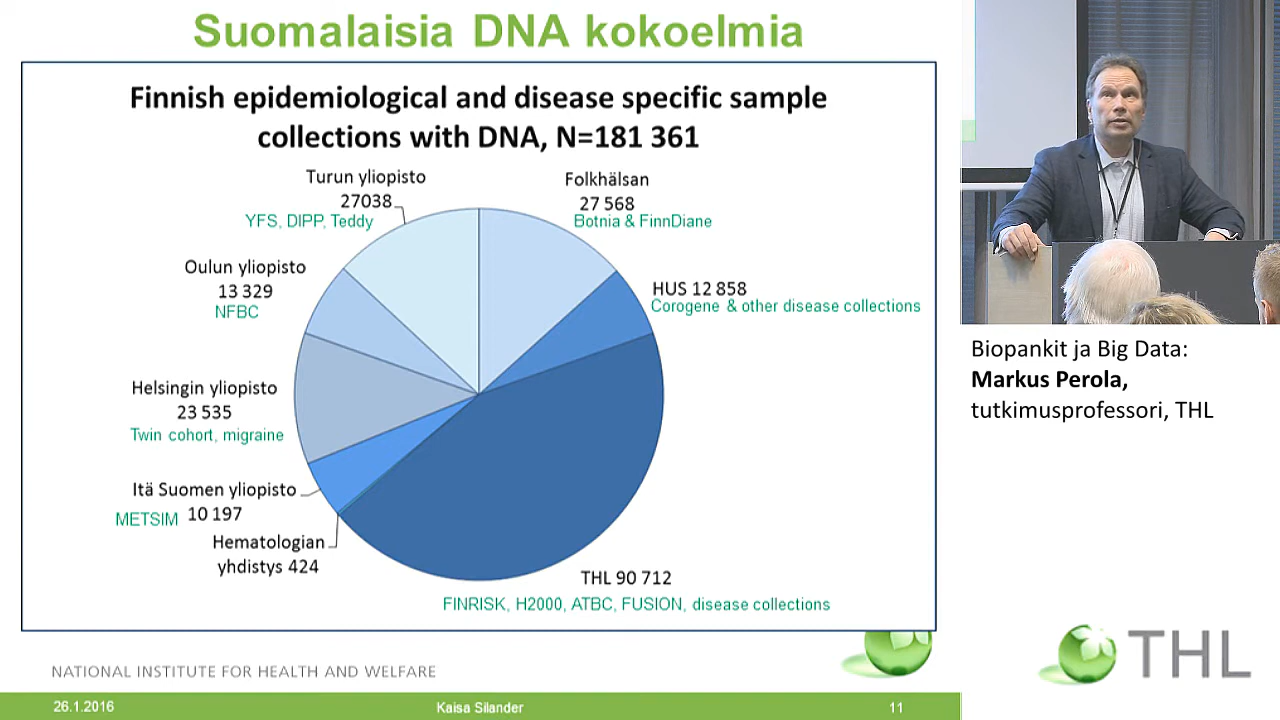 Suomalaisia DNA kokoelmia
Finnish epidemiological and disease specific sample
collections with DNA, N=181 361
Turun yliopisto
27038
YFS, DIPP, Teddy
Folkhälsan
27 568
Botnia & FinnDiane
Oulun yliopisto
13 329
NFBC
HUS 12 858
Corogene & other disease collections
Helsingin yliopisto
23 535
Twin cohort, migraine
Itä Suomen yliopisto
10 197
METSIM
Hematologian
yhdistys 424
THL 90 712
FINRISK, H2000, ATBC, FUSION, disease collections
NATIONAL INSTITUTE FOR HEALTH AND WELFARE
26.1.2016
Kaisa Silander
11
Biopankit ja Big Data:
Markus Perola,
tutkimusprofessori, THL
THL